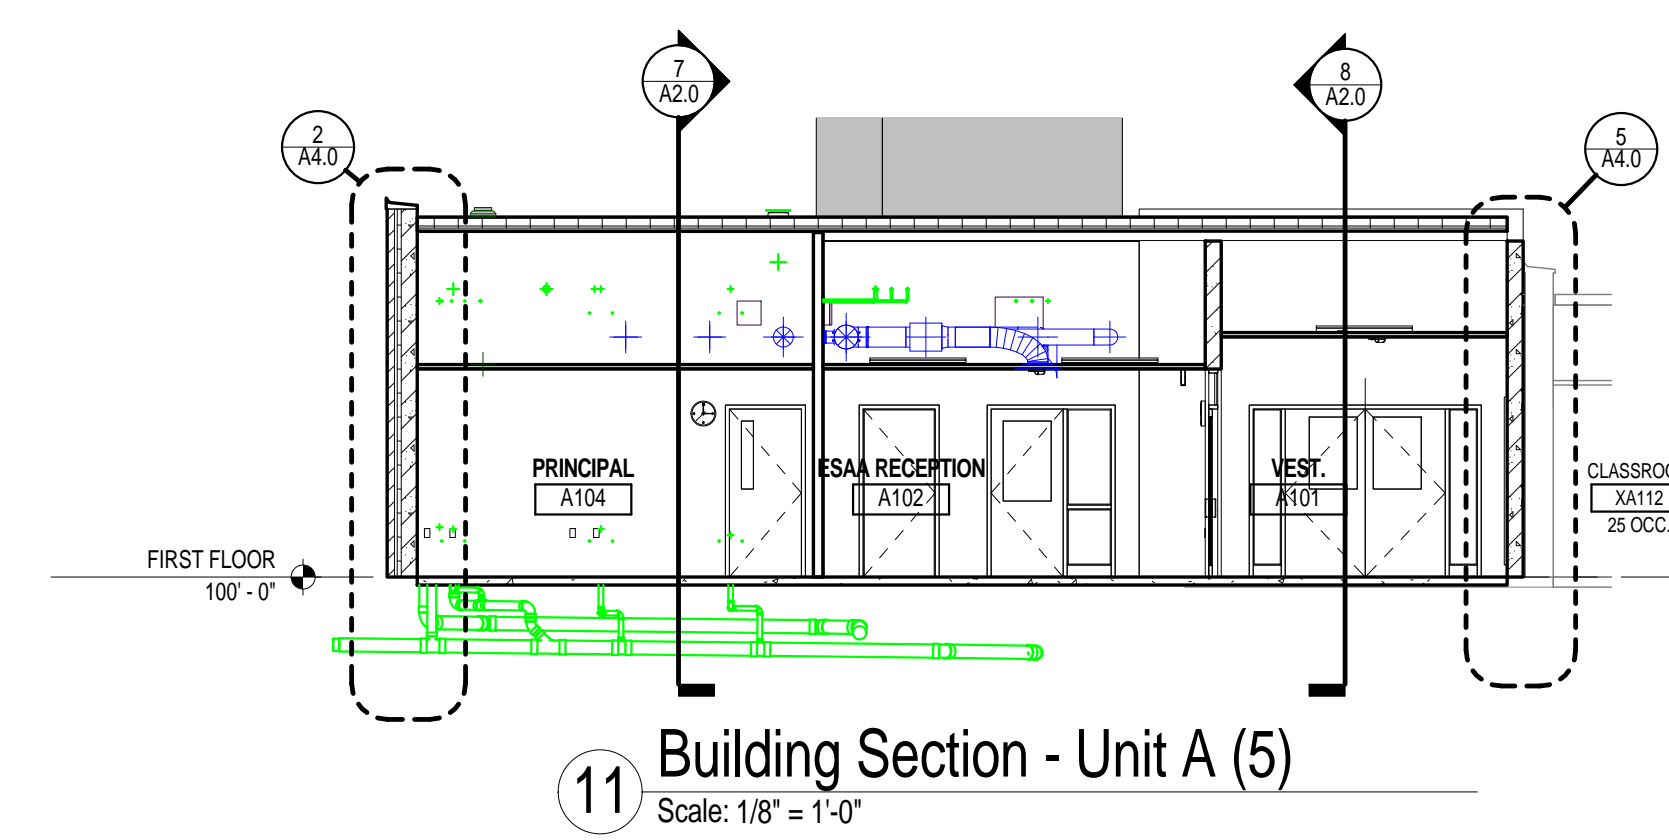 7
A2.0
8
A2.0
2
A4.0
5
A4.0
PRINCIPAL
A104
ESAA RECEPTION
A102
VEST.
A101
XA112
25 OCC.
FIRST FLOOR
100' - 0"
11
Building Section - Unit A (5)
Scale: 1/8" = 1'-0"